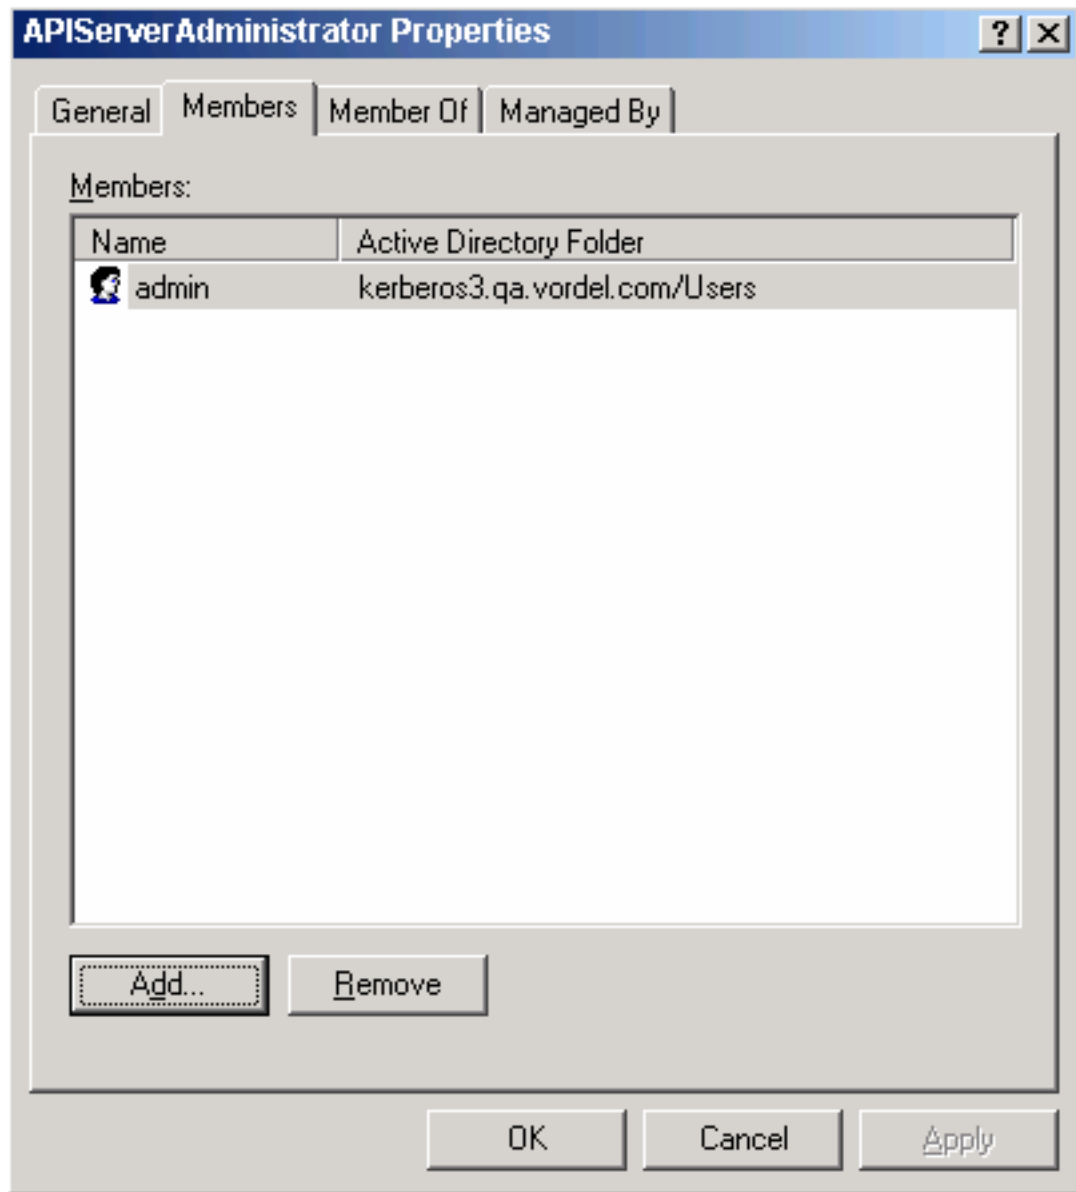 APIServerAdministrator Properties ? X
General Members Member Of Managed By
Members:
Name Active Directory Folder
admin kerberos3.qa.vordel.com/Users
Add... Remove
OK Cancel Apply